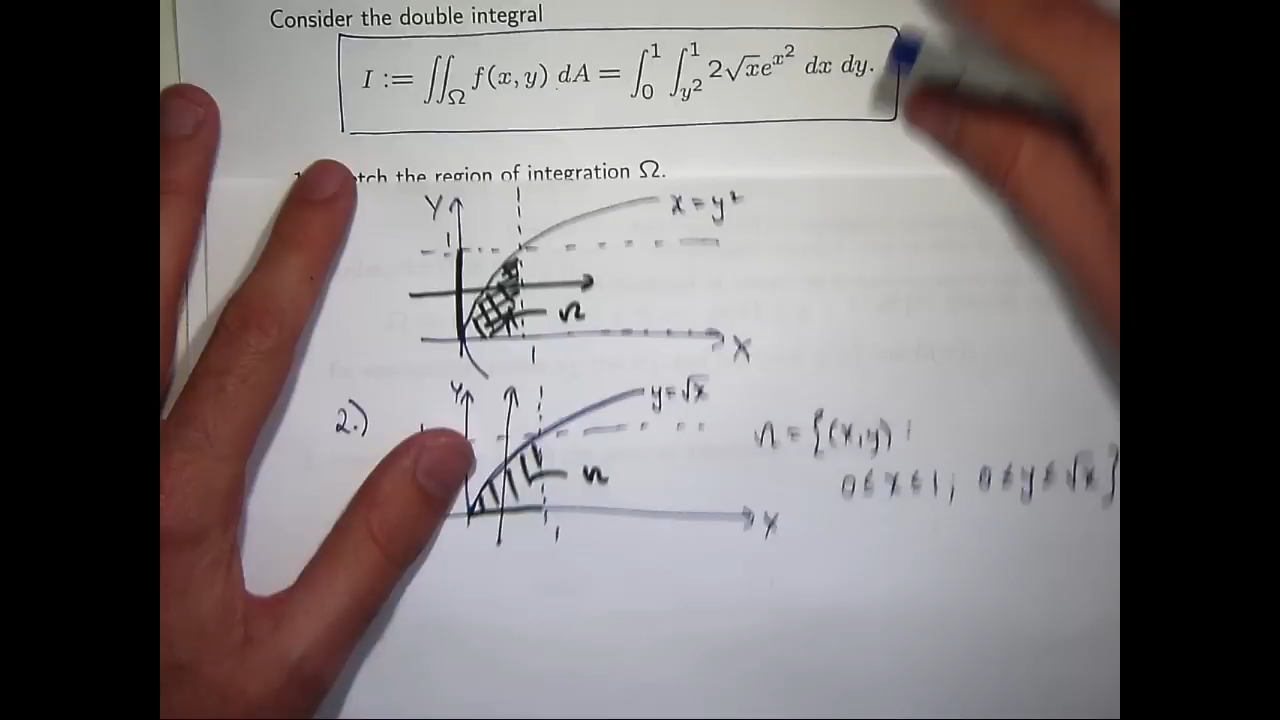 Consider the double integral
I := ∬_Ω f(x, y) dA = ∫_0^1 ∫_{y^2}^1 2√x e^{x^2} dx dy.
tch the region of integration Ω.
Y
x = y²
1
Ω
X
1
2.)
Y
y = √x
Ω = {(x,y) :
Ω
0 ≤ x ≤ 1; 0 ≤ y ≤ √x}
X
1